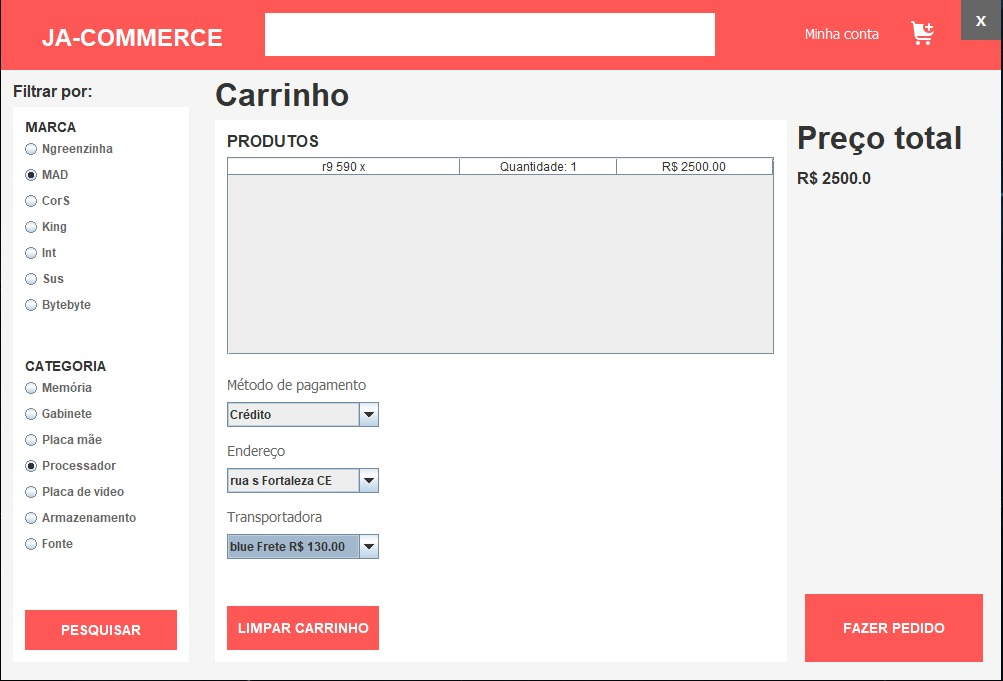 JA-COMMERCE
Minha conta
X
Filtrar por:
MARCA
Ngreenzinha
MAD
CorS
King
Int
Sus
Bytebyte
CATEGORIA
Memória
Gabinete
Placa mãe
Processador
Placa de video
Armazenamento
Fonte
PESQUISAR
Carrinho
PRODUTOS
r9 590 x Quantidade: 1 R$ 2500.00
Método de pagamento
Crédito
Endereço
rua s Fortaleza CE
Transportadora
blue Frete R$ 130.00
LIMPAR CARRINHO
Preço total
R$ 2500.0
FAZER PEDIDO